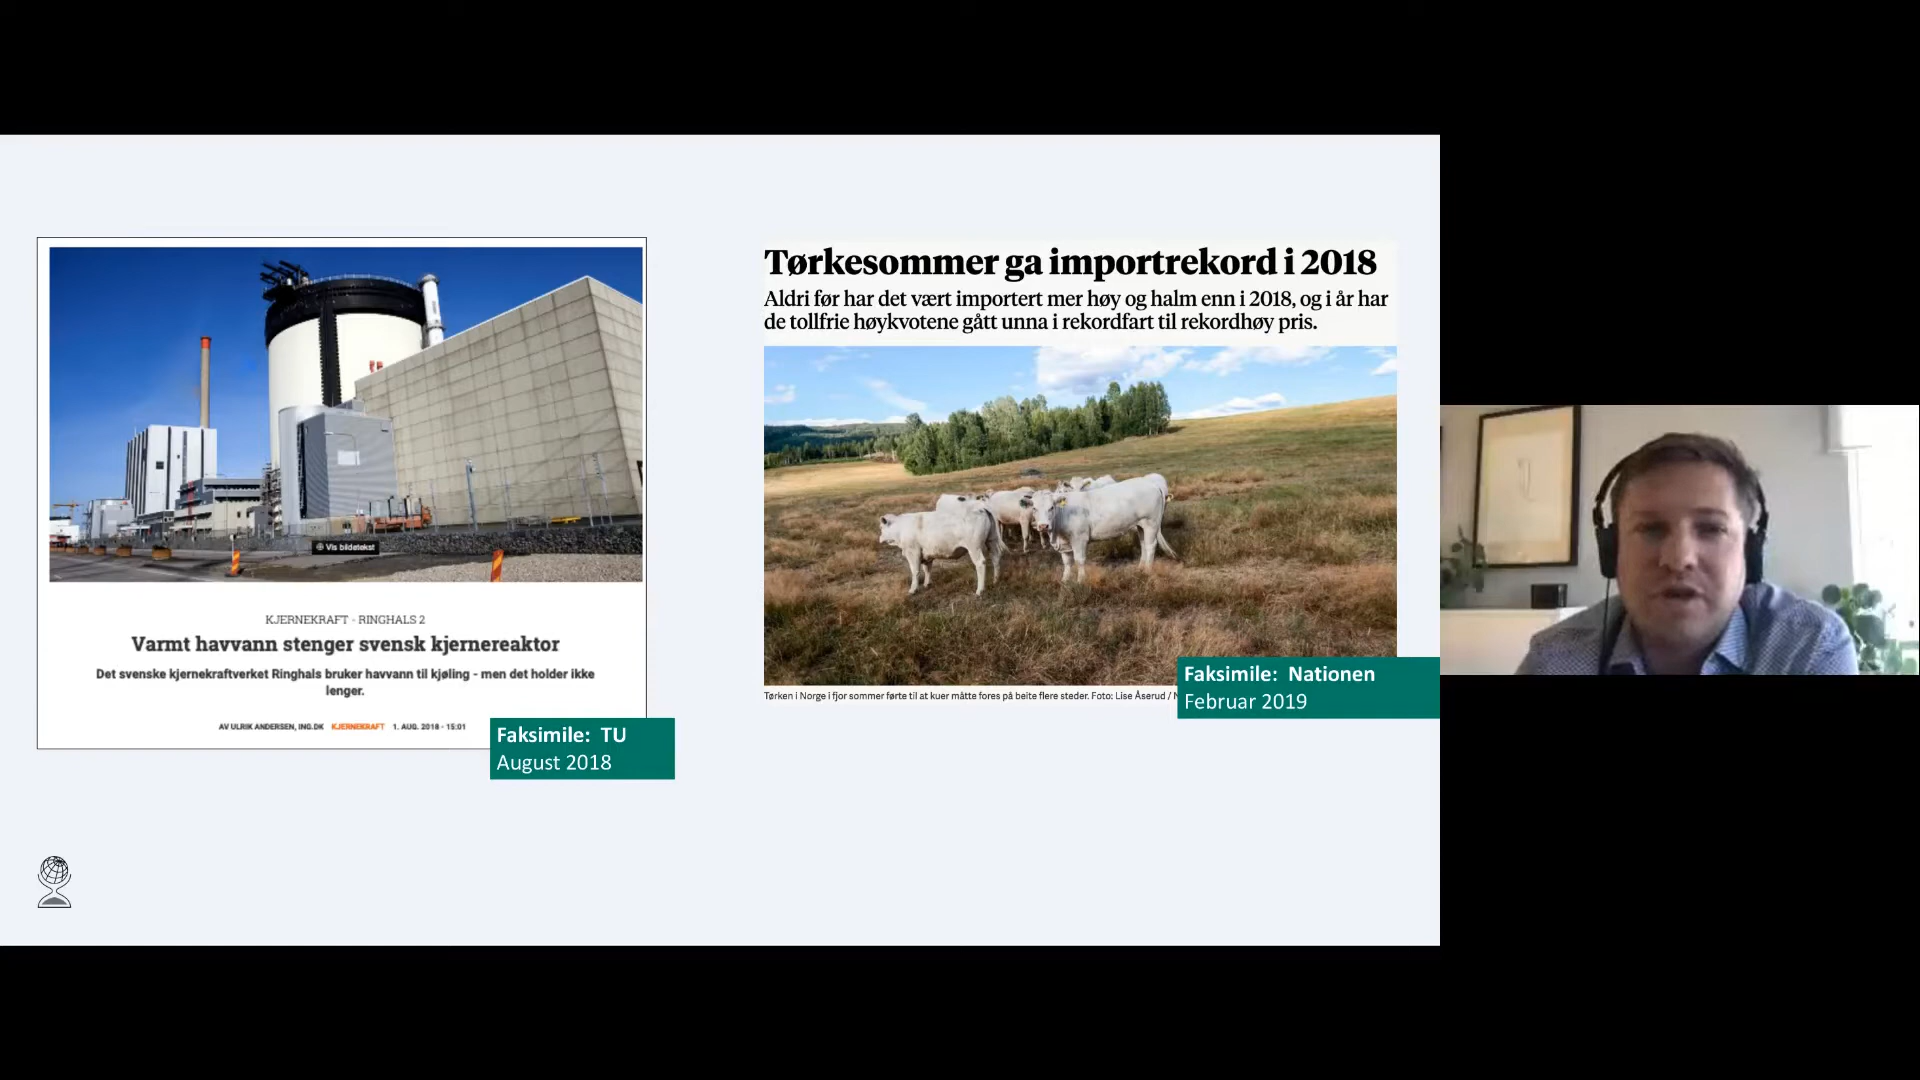 KJERNEKRAFT - RINGHALS 2
Varmt havvann stenger svensk kjernereaktor
Det svenske kjernekraftverket Ringhals bruker havvann til kjøling - men det holder ikke
lenger.
AV ULRIK ANDERSEN, ING.DK KJERNEKRAFT 1. AUG. 2018 - 15:01
Vis bildetekst
Faksimile: TU
August 2018
Tørkesommer ga importrekord i 2018
Aldri før har det vært importert mer høy og halm enn i 2018, og i år har
de tollfrie høykvotene gått unna i rekordfart til rekordhøy pris.
Tørken i Norge i fjor sommer førte til at kuer måtte fores på beite flere steder. Foto: Lise Åserud /
Faksimile: Nationen
Februar 2019